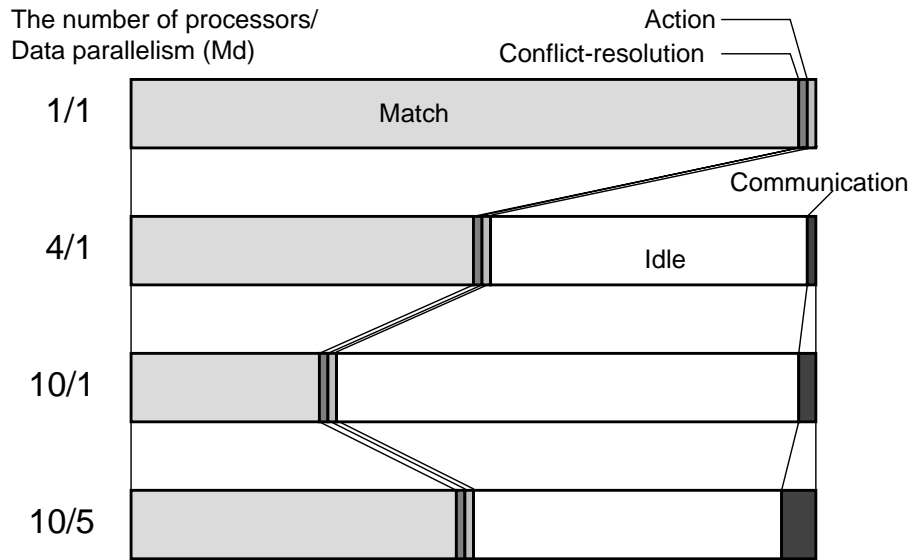 The number of processors/
Data parallelism (Md)
Action
Conflict-resolution
1/1
Match
Communication
4/1
Idle
10/1
10/5